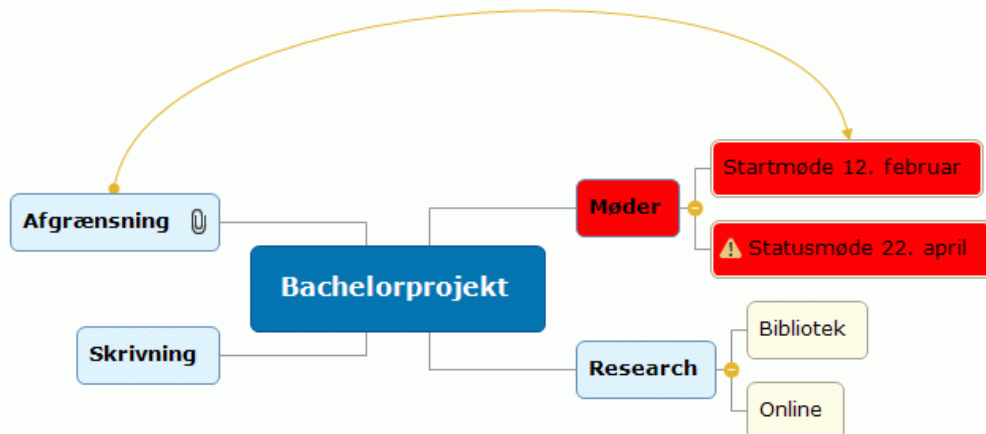 Startmøde 12. februar
Møder
Afgrænsning
Statusmøde 22. april
Bachelorprojekt
Bibliotek
Skrivning
Research
Online